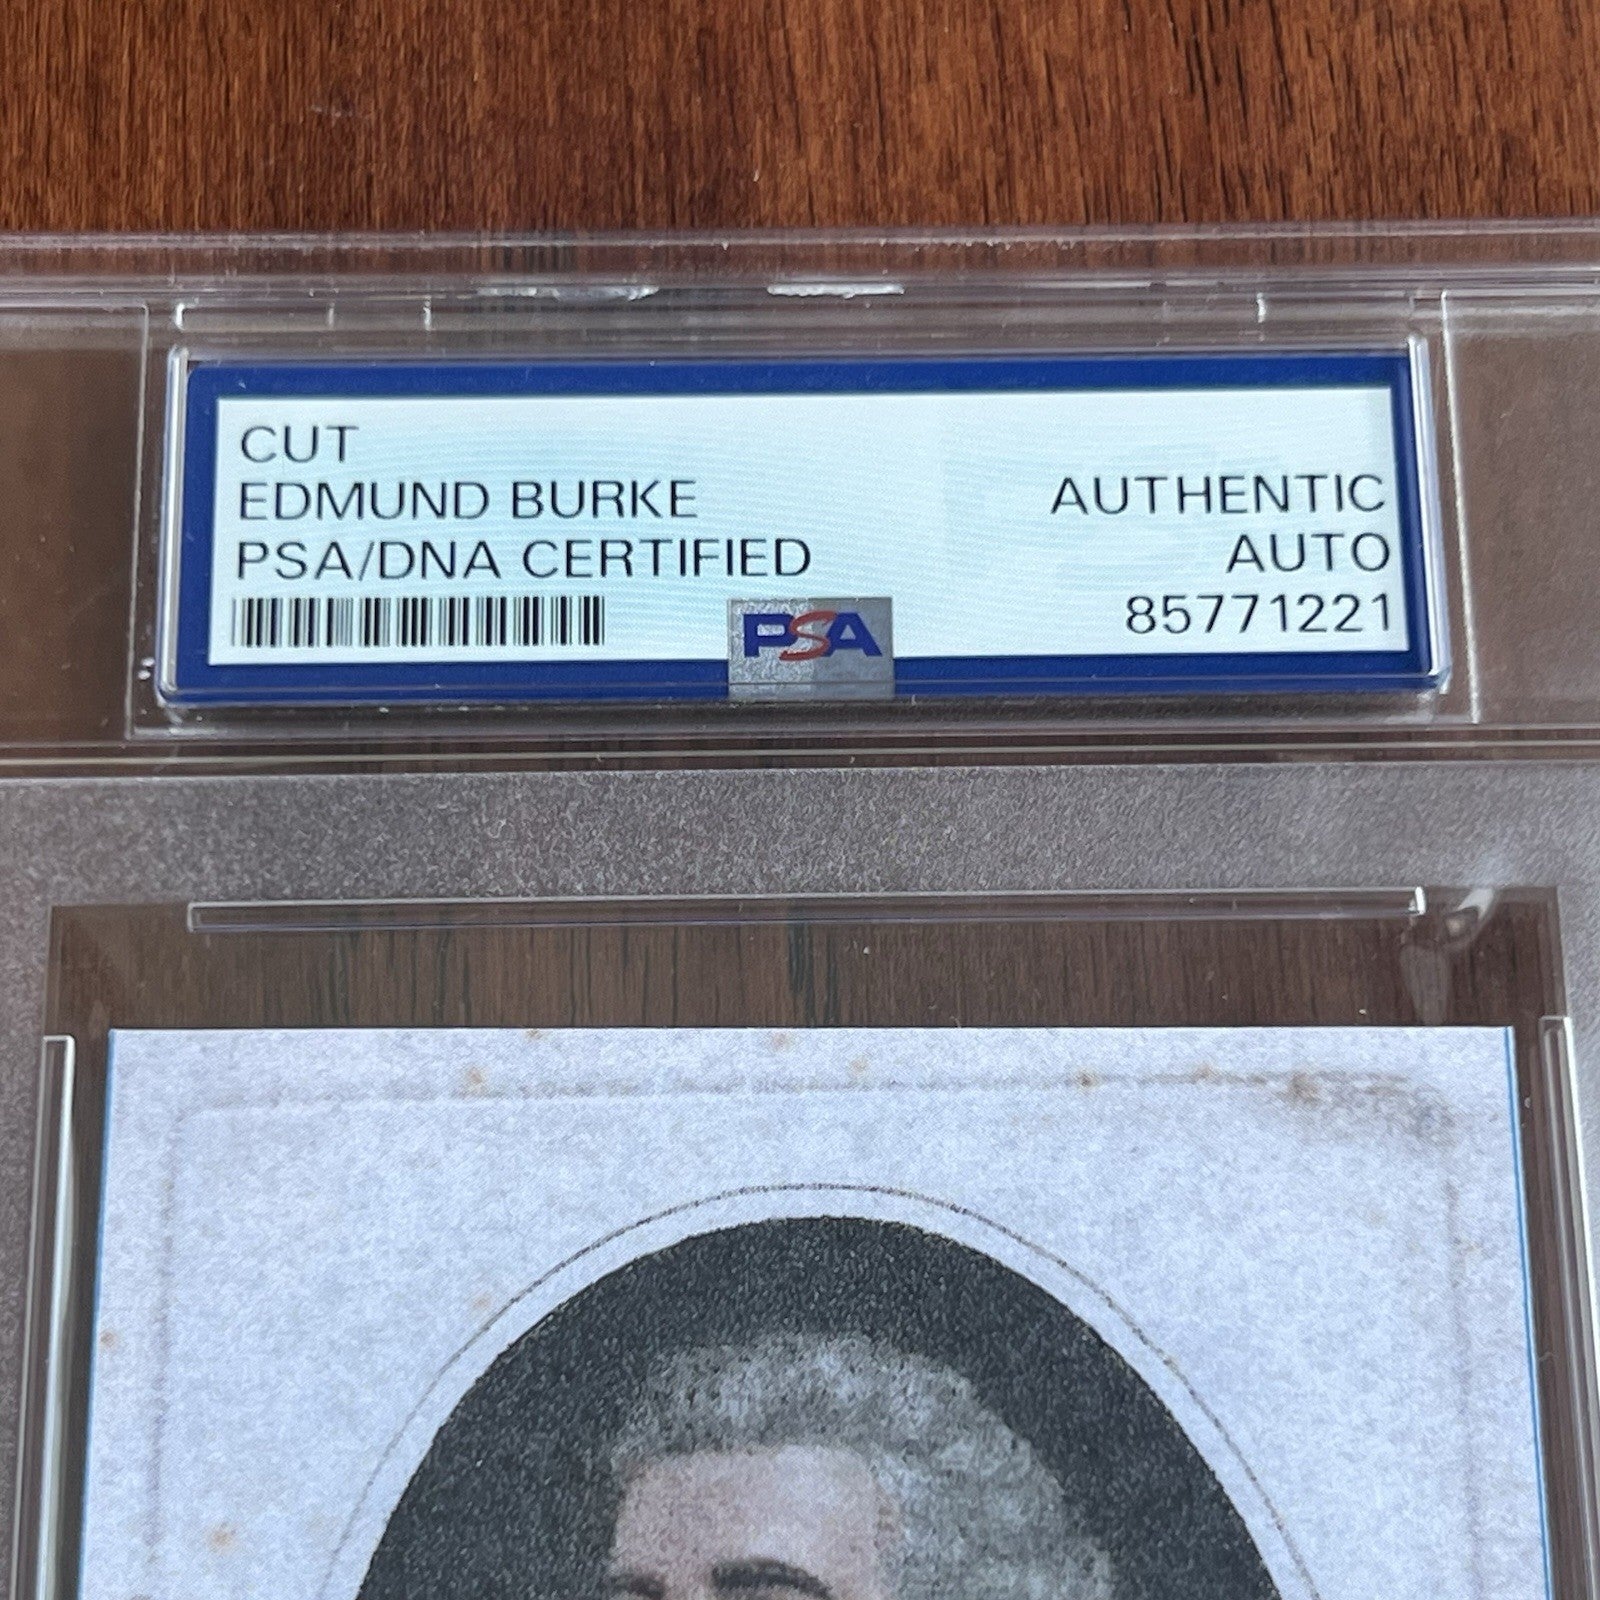 CUT
EDMUND BURKE
PSA/DNA CERTIFIED
AUTHENTIC
AUTO
85771221
PSA